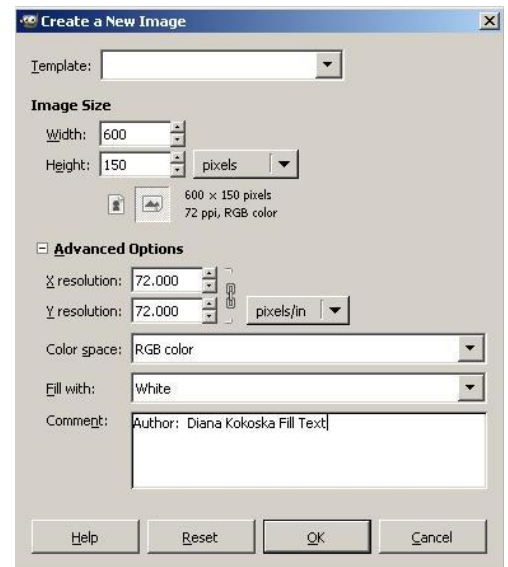 Create a New Image
Template:
Image Size
Width: 600
Height: 150 pixels
600 × 150 pixels
72 ppi, RGB color
Advanced Options
X resolution: 72.000
Y resolution: 72.000 pixels/in
Color space: RGB color
Fill with: White
Comment: Author: Diana Kokoska Fill Text
Help Reset OK Cancel